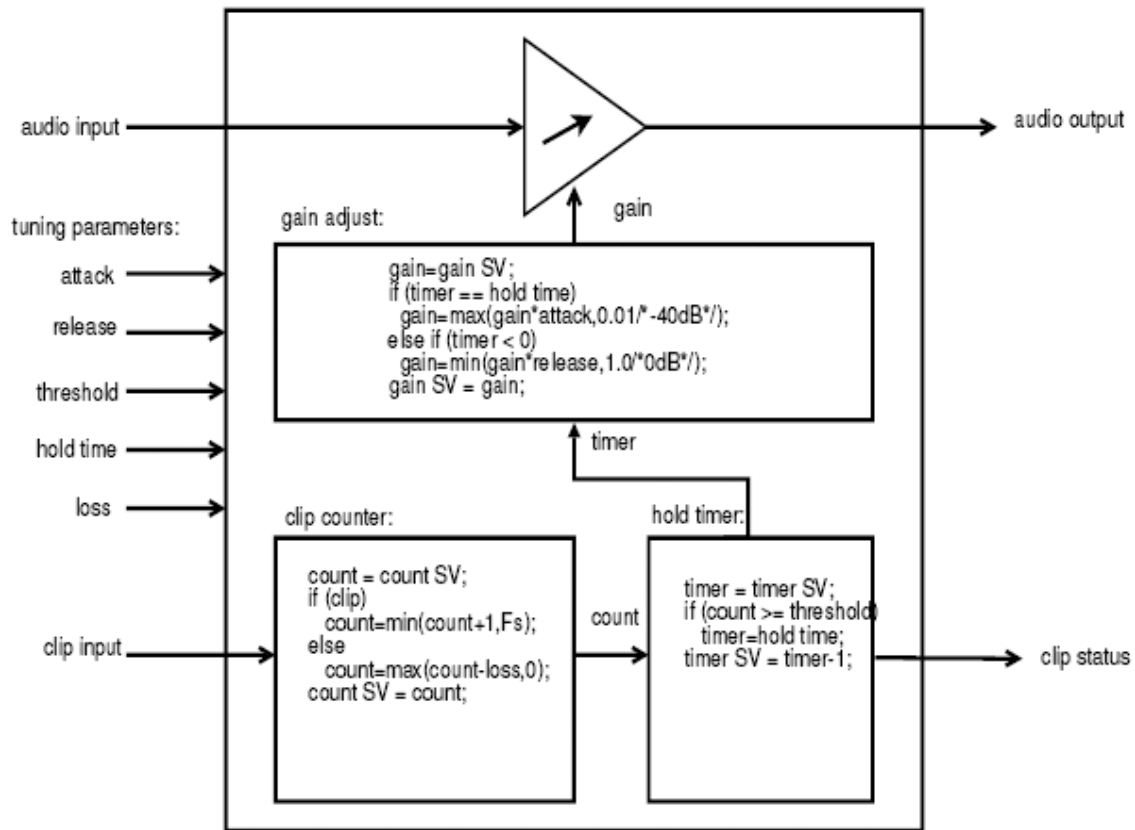 audio input
audio output
gain
tuning parameters:
attack
release
threshold
hold time
loss
gain adjust:
gain=gain SV;
if (timer == hold time)
gain=max(gain*attack,0.01/*-40dB*/);
else if (timer < 0)
gain=min(gain*release,1.0/*0dB*/);
gain SV = gain;
timer
clip counter:
hold timer:
count = count SV;
if (clip)
count=min(count+1,Fs);
else
count=max(count-loss,0);
count SV = count;
count
timer = timer SV;
if (count >= threshold)
timer=hold time;
timer SV = timer-1;
clip input
clip status